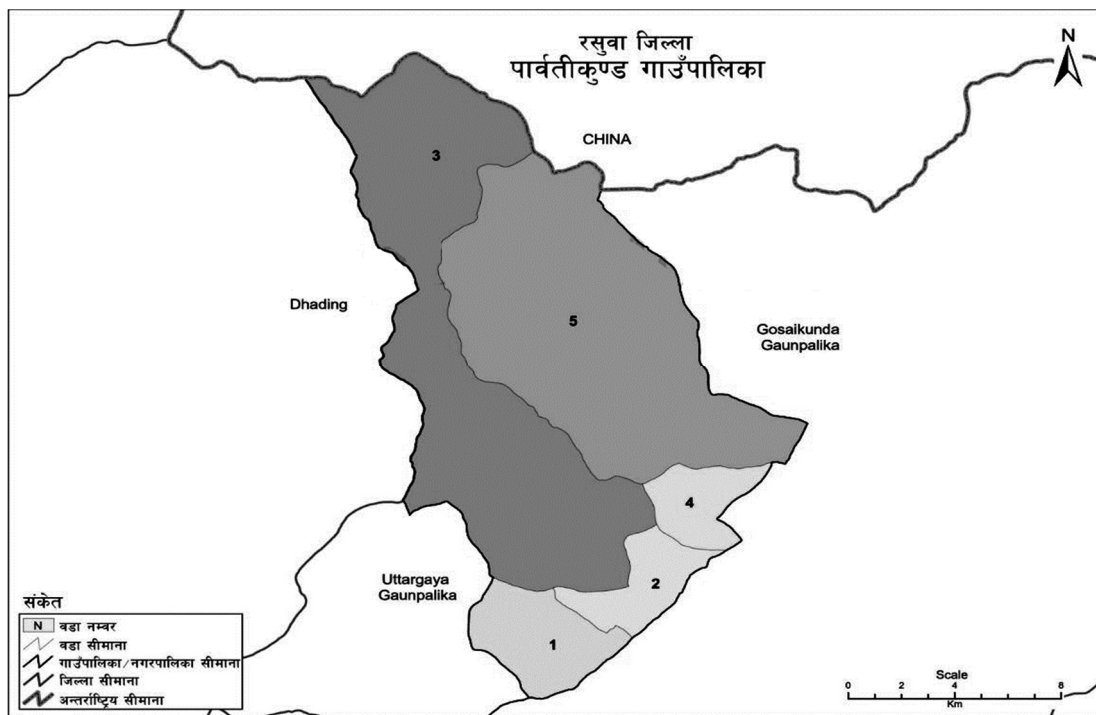 रसुवा जिल्ला
पार्वतीकुण्ड गाउँपालिका
N
CHINA
3
Dhading
5
Gosaikunda
Gaunpalika
4
Uttargaya
Gaunpalika
2
1
संकेत
N वडा नम्वर
वडा सीमाना
गाउँपालिका/नगरपालिका सीमाना
जिल्ला सीमाना
अन्तर्राष्ट्रिय सीमाना
Scale
0 2 4 8
Km